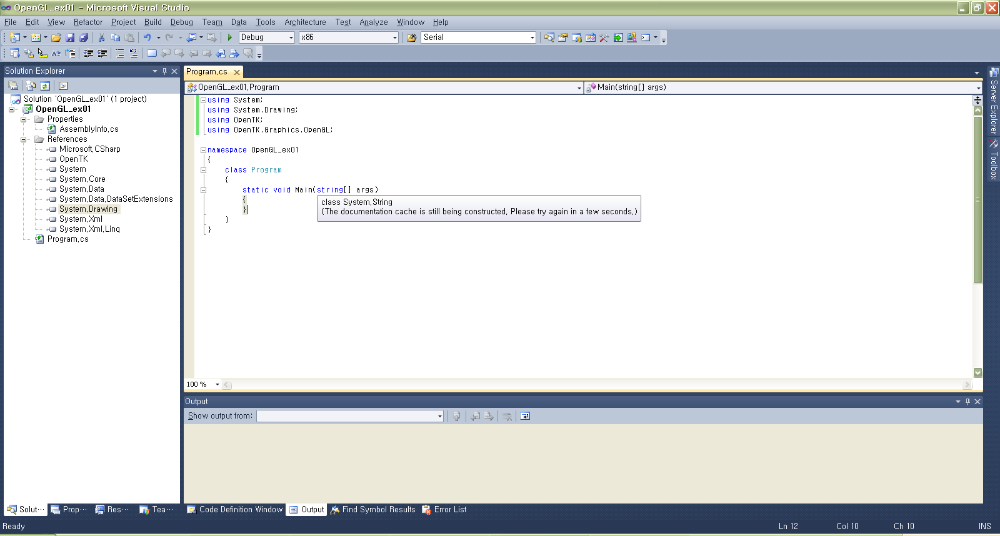 OpenGL_ex01 - Microsoft Visual Studio
File Edit View Refactor Project Build Debug Team Data Tools Architecture Test Analyze Window Help
Debug x86 Serial
Solution Explorer
Solution 'OpenGL_ex01' (1 project)
OpenGL_ex01
Properties
AssemblyInfo.cs
References
Microsoft.CSharp
OpenTK
System
System.Core
System.Data
System.Data.DataSetExtensions
System.Drawing
System.Xml
System.Xml.Linq
Program.cs
Program.cs
OpenGL_ex01.Program
Main(string[] args)
using System;
using System.Drawing;
using OpenTK;
using OpenTK.Graphics.OpenGL;
namespace OpenGL_ex01
{
class Program
{
static void Main(string[] args)
{
}
}
}
class System.String
(The documentation cache is still being constructed. Please try again in a few seconds.)
100 %
Output
Show output from:
Server Explorer
Toolbox
Solut... Prop... Res... Tea...
Code Definition Window Output Find Symbol Results Error List
Ready Ln 12 Col 10 Ch 10 INS